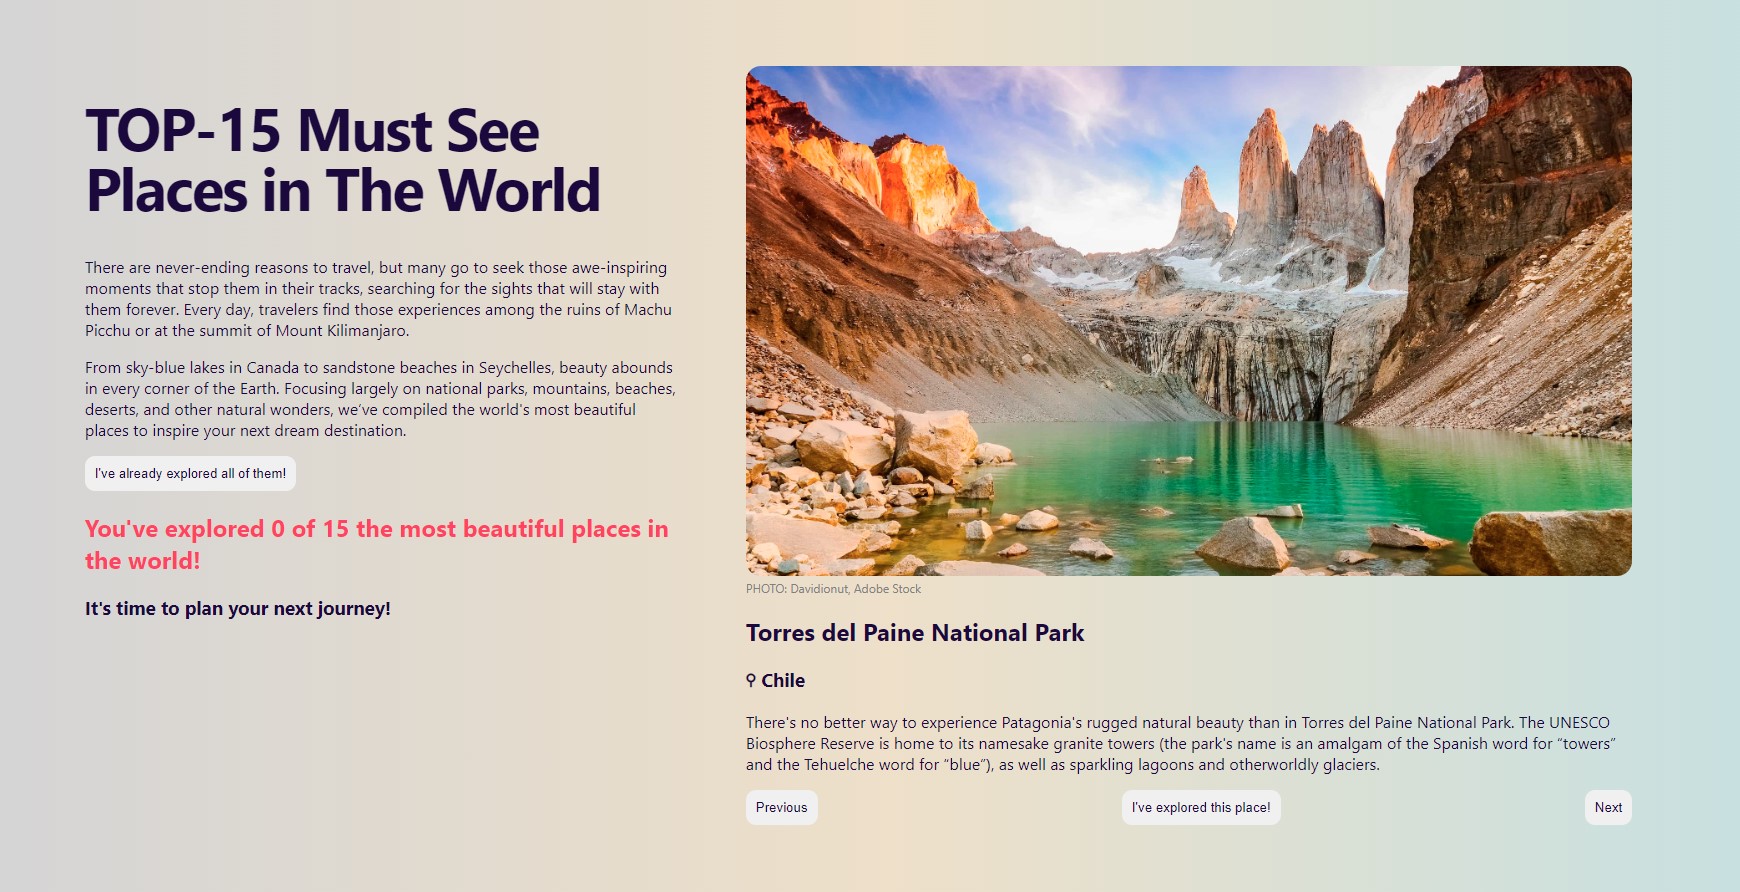 TOP-15 Must See
Places in The World
There are never-ending reasons to travel, but many go to seek those awe-inspiring
moments that stop them in their tracks, searching for the sights that will stay with
them forever. Every day, travelers find those experiences among the ruins of Machu
Picchu or at the summit of Mount Kilimanjaro.
From sky-blue lakes in Canada to sandstone beaches in Seychelles, beauty abounds
in every corner of the Earth. Focusing largely on national parks, mountains, beaches,
deserts, and other natural wonders, we’ve compiled the world's most beautiful
places to inspire your next dream destination.
I've already explored all of them!
You've explored 0 of 15 the most beautiful places in
the world!
It's time to plan your next journey!
PHOTO: Davidionut, Adobe Stock
Torres del Paine National Park
Chile
There's no better way to experience Patagonia's rugged natural beauty than in Torres del Paine National Park. The UNESCO
Biosphere Reserve is home to its namesake granite towers (the park's name is an amalgam of the Spanish word for “towers”
and the Tehuelche word for “blue”), as well as sparkling lagoons and otherworldly glaciers.
Previous
I've explored this place!
Next